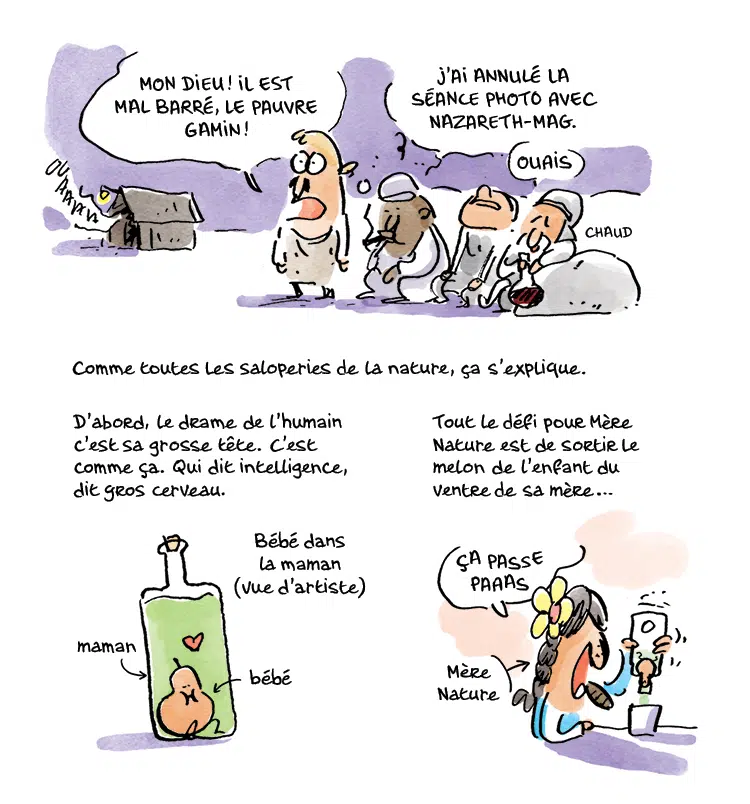 MON DIEU! IL EST
MAL BARRÉ, LE PAUVRE
GAMIN!
J'AI ANNULÉ LA
SÉANCE PHOTO AVEC
NAZARETH-MAG.
OUAIS
CHAUD
Comme toutes les saloperies de la nature, ça s'explique.
D'abord, le drame de l'humain
c'est sa grosse tête. C'est
comme ça. Qui dit intelligence,
dit gros cerveau.
Tout le défi pour Mère
Nature est de sortir le
melon de l'enfant du
ventre de sa mère...
Bébé dans
la maman
(vue d'artiste)
maman
bébé
ÇA PASSE
PAAAS
Mère
Nature